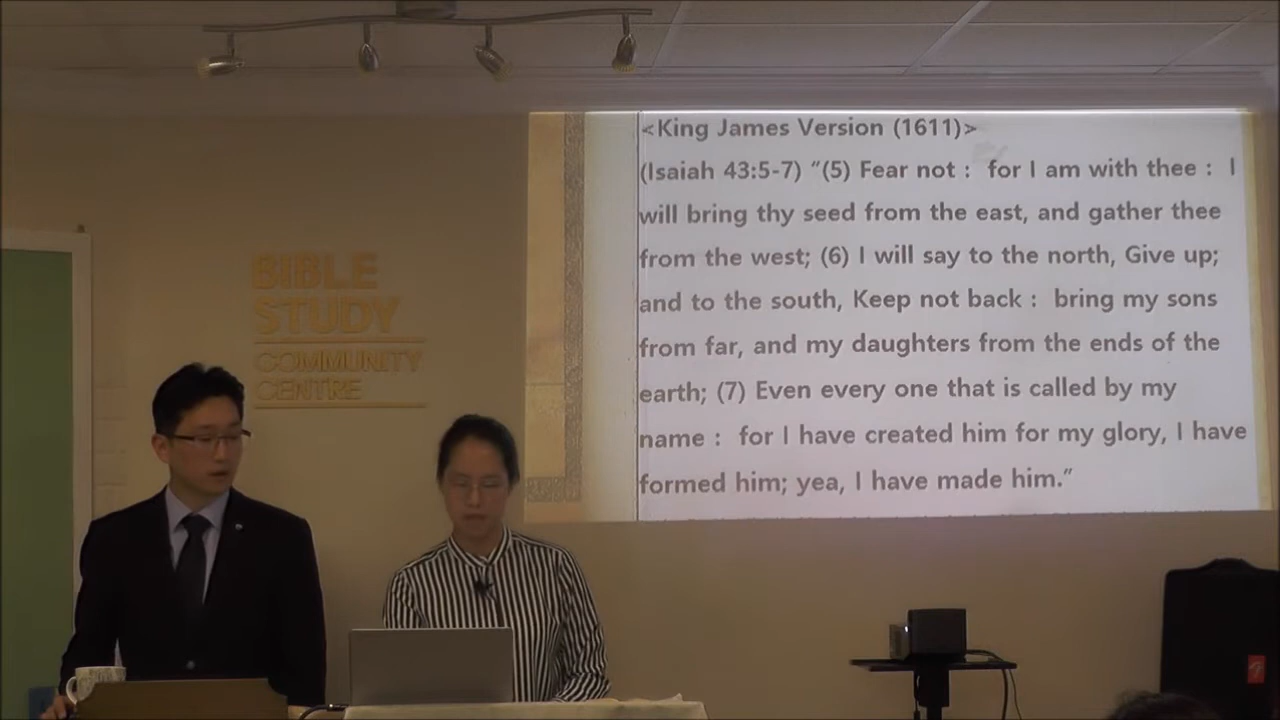 <King James Version (1611)>
(Isaiah 43:5-7) "(5) Fear not : for I am with thee : I
will bring thy seed from the east, and gather thee
from the west; (6) I will say to the north, Give up;
and to the south, Keep not back : bring my sons
from far, and my daughters from the ends of the
earth; (7) Even every one that is called by my
name : for I have created him for my glory, I have
formed him; yea, I have made him."
BIBLE
STUDY
COMMUNITY
CENTRE